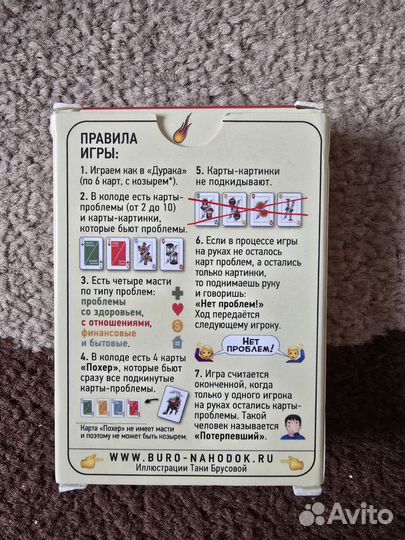 ПРАВИЛА
ИГРЫ:
1. Играем как в «Дурака»
(по 6 карт, с козырем*).
2. В колоде есть карты-
проблемы (от 2 до 10)
и карты-картинки,
которые бьют проблемы.
3. Есть четыре масти
по типу проблем:
проблемы
со здоровьем,
с отношениями,
финансовые
и бытовые.
4. В колоде есть 4 карты
«Похер», которые бьют
сразу все подкинутые
карты-проблемы.
Карта «Похер» не имеет масти
и поэтому не может быть козырем.
5. Карты-картинки
не подкидывают.
6. Если в процессе игры
на руках не осталось
карт проблем, а остались
только картинки,
то поднимаешь руку
и говоришь:
«Нет проблем!»
Ход передаётся
следующему игроку.
НЕТ
ПРОБЛЕМ!
7. Игра считается
оконченной, когда
только у одного игрока
на руках остались карты-
проблемы. Такой
человек называется
«Потерпевший».
WWW.BURO-NAHODOK.RU
Иллюстрации Тани Брусовой
Avito